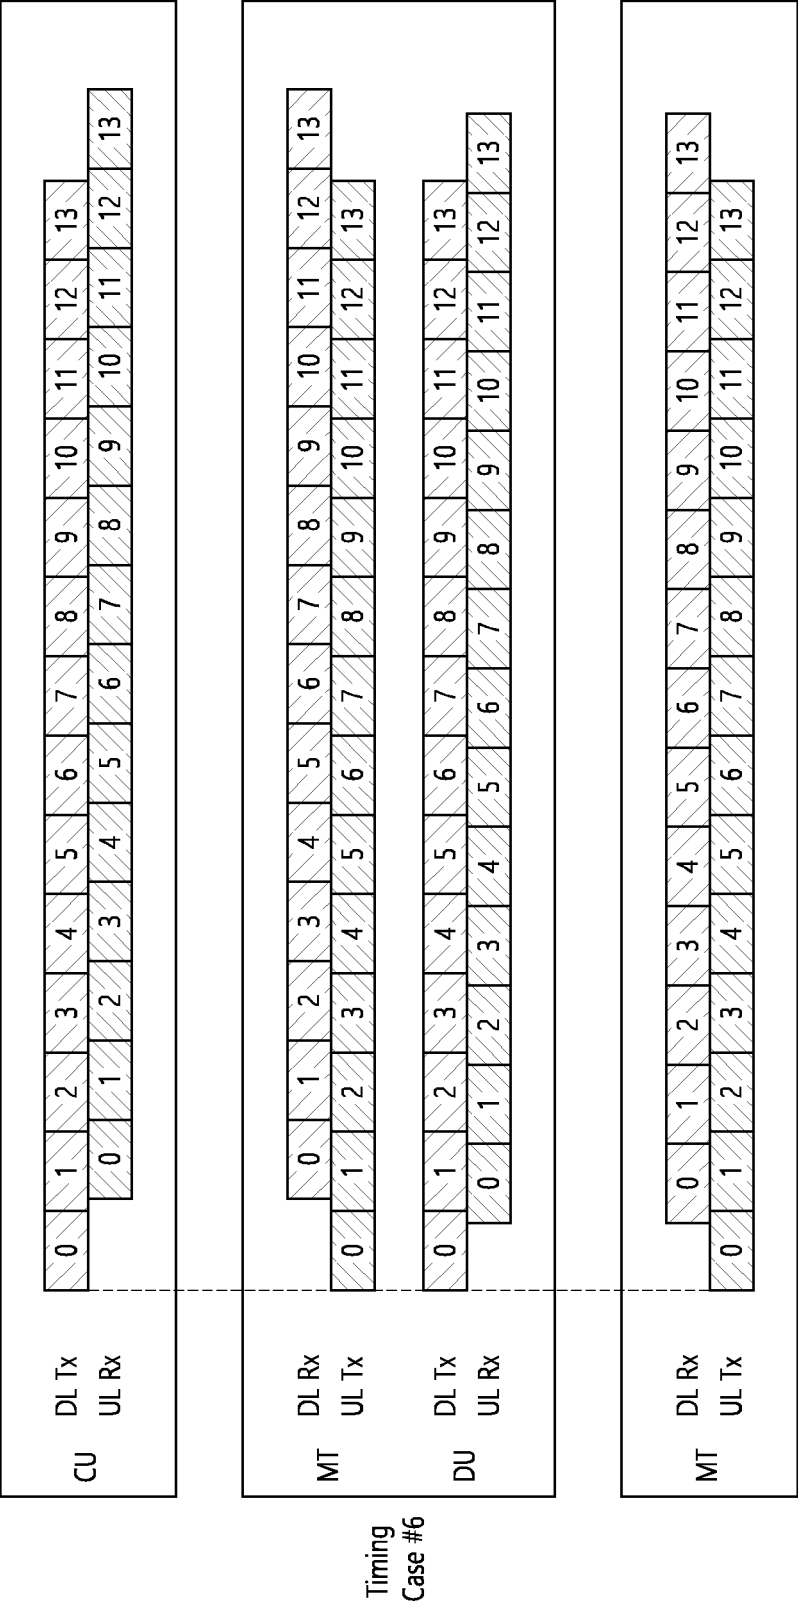 Timing
Case #6
CU
DL Tx 0 1 2 3 4 5 6 7 8 9 10 11 12 13
UL Rx 0 1 2 3 4 5 6 7 8 9 10 11 12 13
MT
DL Rx 0 1 2 3 4 5 6 7 8 9 10 11 12 13
UL Tx 0 1 2 3 4 5 6 7 8 9 10 11 12 13
DU
DL Tx 0 1 2 3 4 5 6 7 8 9 10 11 12 13
UL Rx 0 1 2 3 4 5 6 7 8 9 10 11 12 13
MT
DL Rx 0 1 2 3 4 5 6 7 8 9 10 11 12 13
UL Tx 0 1 2 3 4 5 6 7 8 9 10 11 12 13